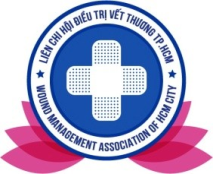 LIÊN CHI HỘI ĐIỀU TRỊ VẾT THƯƠNG TP.HCM
WOUND MANAGEMENT ASSOCIATION OF HCM CITY